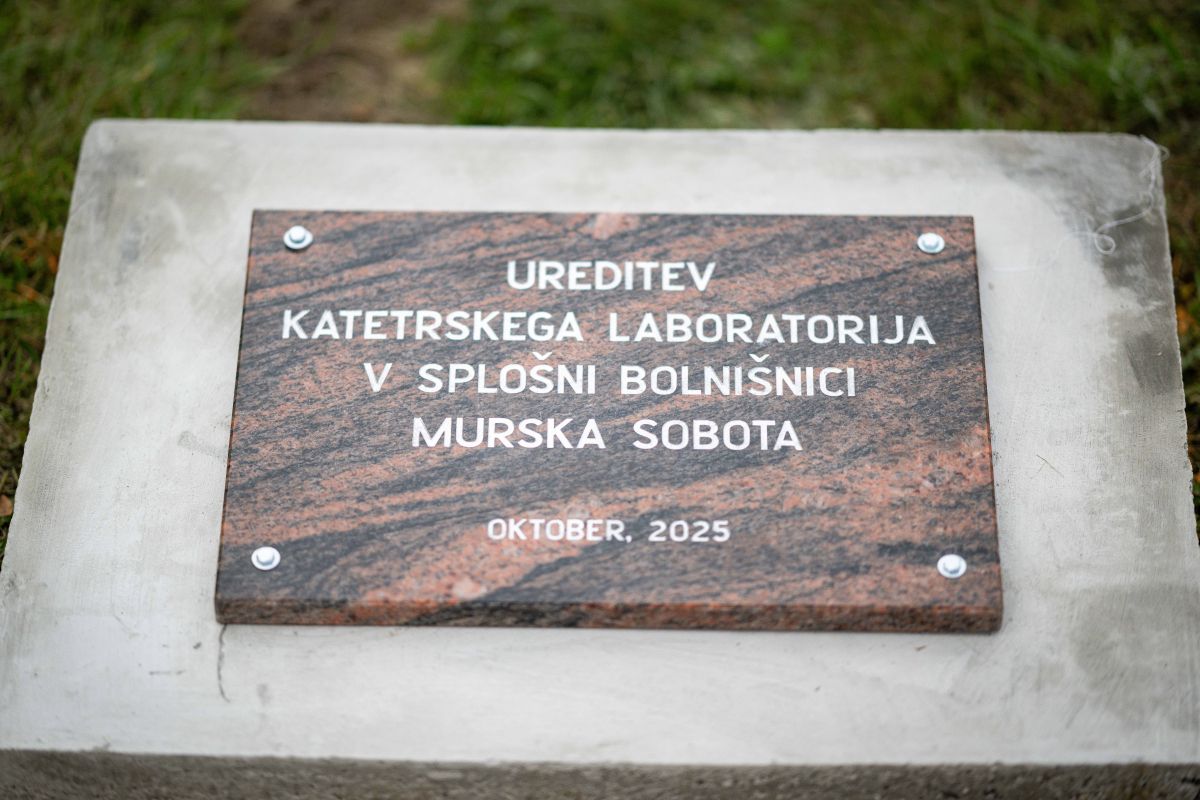 UREDITEV
KATETRSKEGA LABORATORIJA
V SPLOŠNI BOLNIŠNICI
MURSKA SOBOTA
OKTOBER, 2025